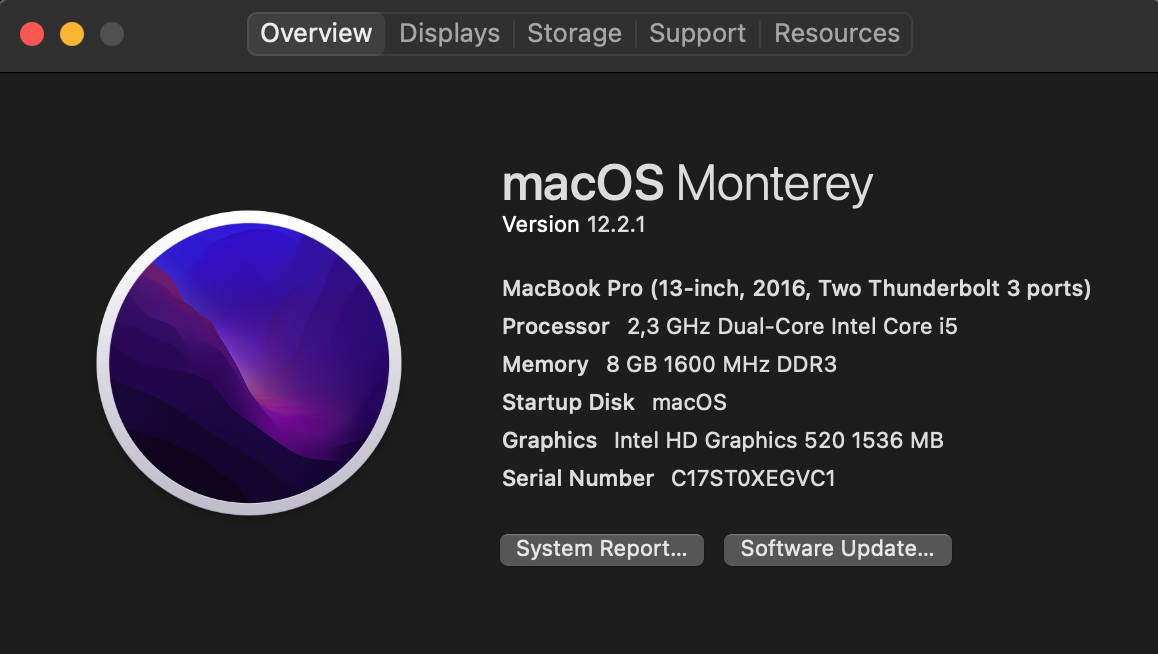 Overview Displays Storage Support Resources
macOS Monterey
Version 12.2.1
MacBook Pro (13-inch, 2016, Two Thunderbolt 3 ports)
Processor 2,3 GHz Dual-Core Intel Core i5
Memory 8 GB 1600 MHz DDR3
Startup Disk macOS
Graphics Intel HD Graphics 520 1536 MB
Serial Number C17ST0XEGVC1
System Report... Software Update...